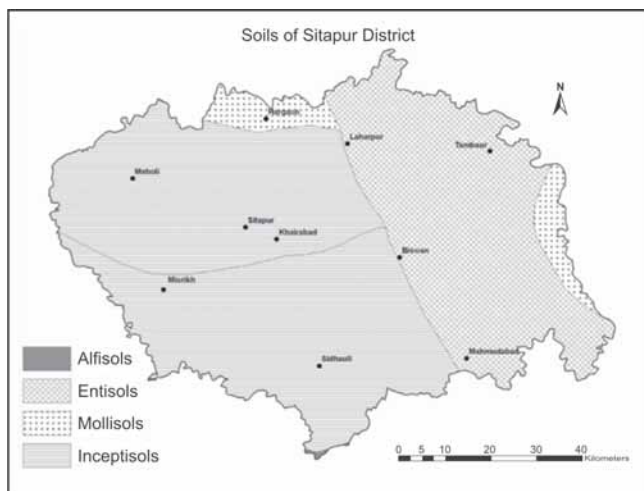 Soils of Sitapur District
N
Laharpur
Tambaur
Maholi
Sitapur
Khairabad
Biswan
Misrikh
Sidhauli
Mahmudabad
Alfisols
Entisols
Mollisols
Inceptisols
0 5 10 20 30 40
Kilometers